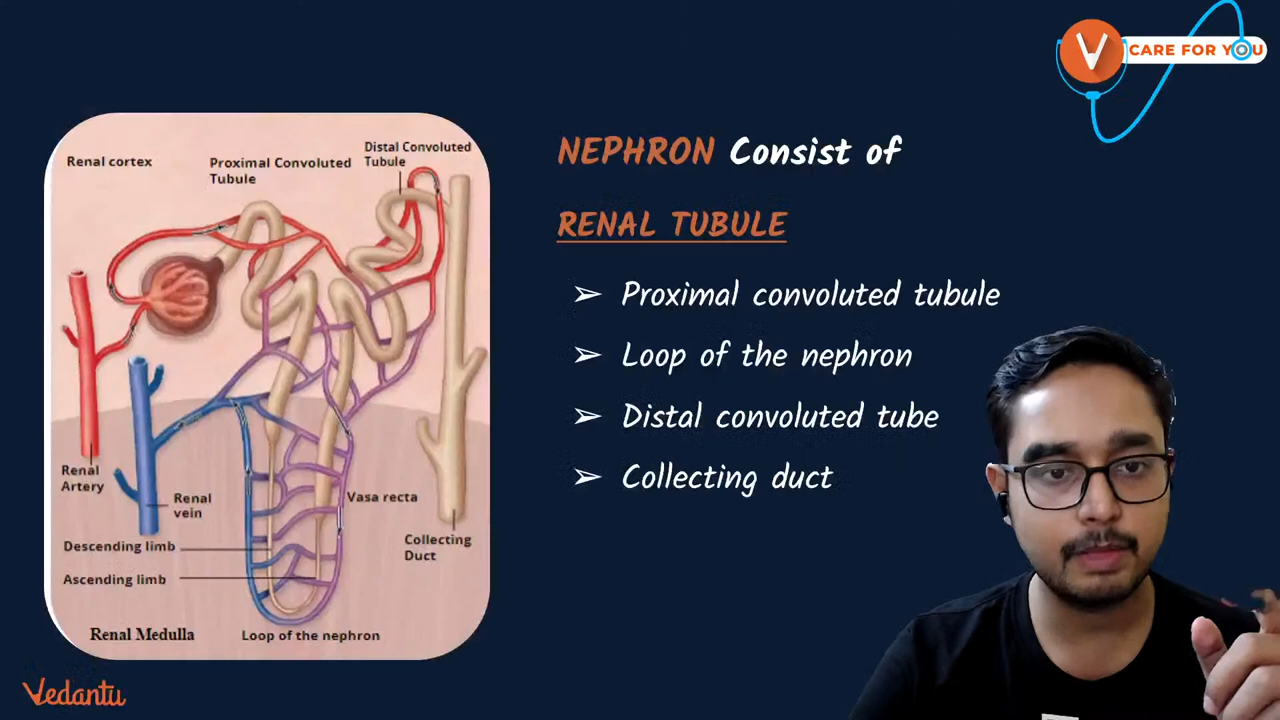 CARE FOR YOU
NEPHRON Consist of
RENAL TUBULE
➢ Proximal convoluted tubule
➢ Loop of the nephron
➢ Distal convoluted tube
➢ Collecting duct
Renal cortex
Proximal Convoluted
Tubule
Distal Convoluted
Tubule
Renal
Artery
Renal
vein
Vasa recta
Descending limb
Collecting
Duct
Ascending limb
Renal Medulla
Loop of the nephron
Vedantu